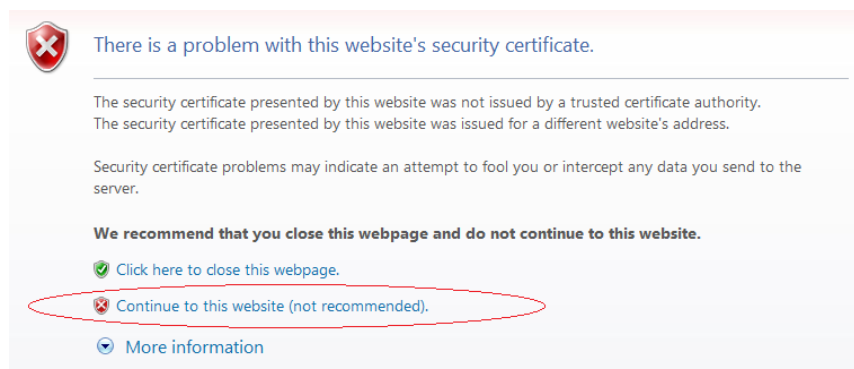 There is a problem with this website's security certificate.
The security certificate presented by this website was not issued by a trusted certificate authority.
The security certificate presented by this website was issued for a different website's address.
Security certificate problems may indicate an attempt to fool you or intercept any data you send to the
server.
We recommend that you close this webpage and do not continue to this website.
Click here to close this webpage.
Continue to this website (not recommended).
More information